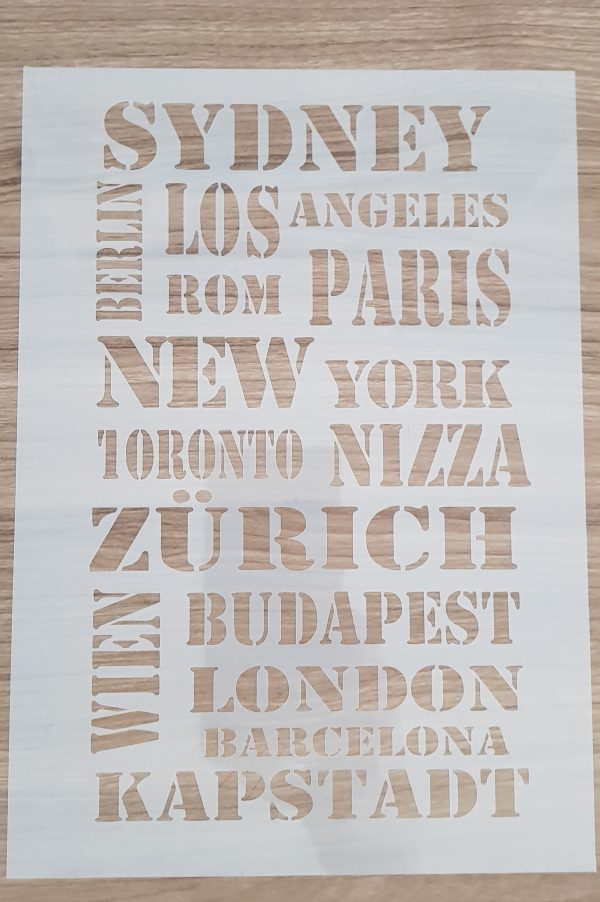 SYDNEY
BERLIN
LOS ANGELES
ROM PARIS
NEW YORK
TORONTO NIZZA
ZÜRICH
WIEN
BUDAPEST
LONDON
BARCELONA
KAPSTADT